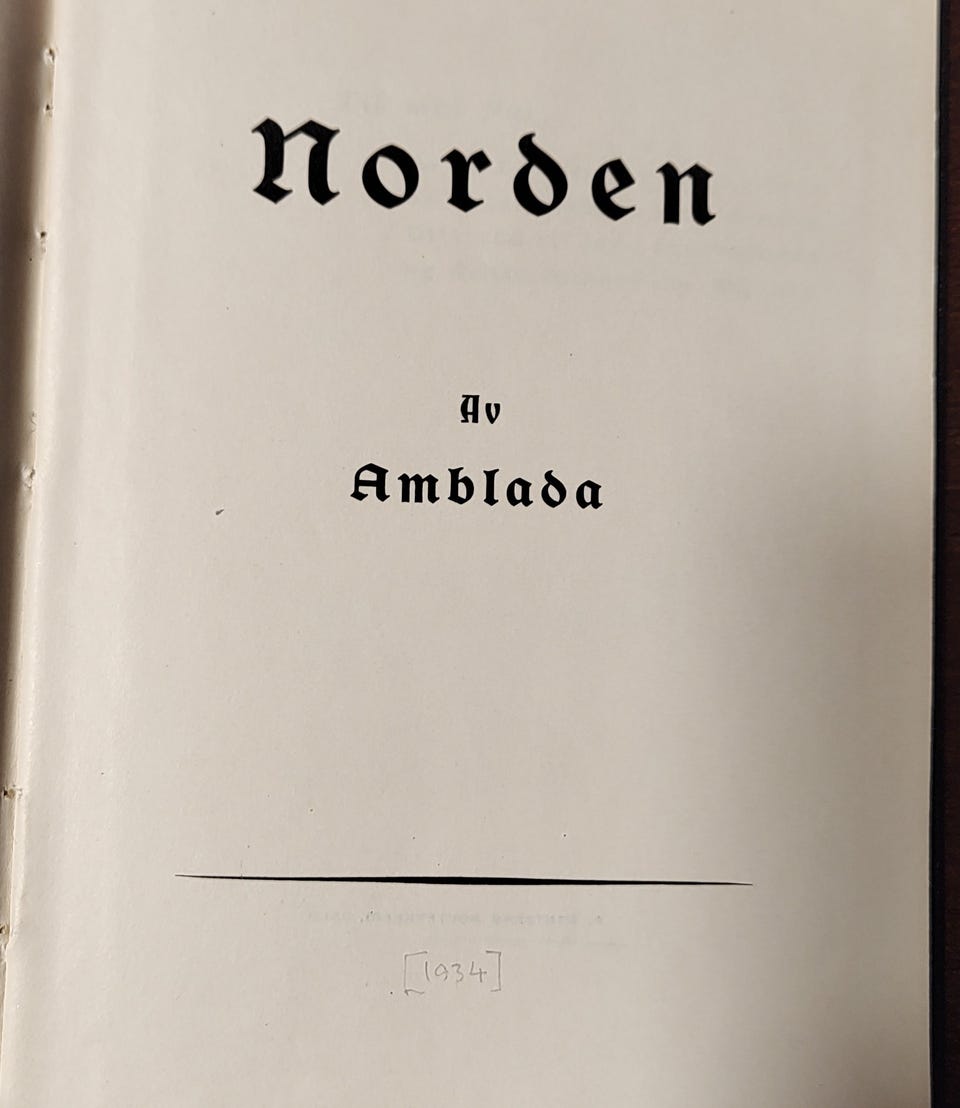 Norden
Av
Amblada
[1934]